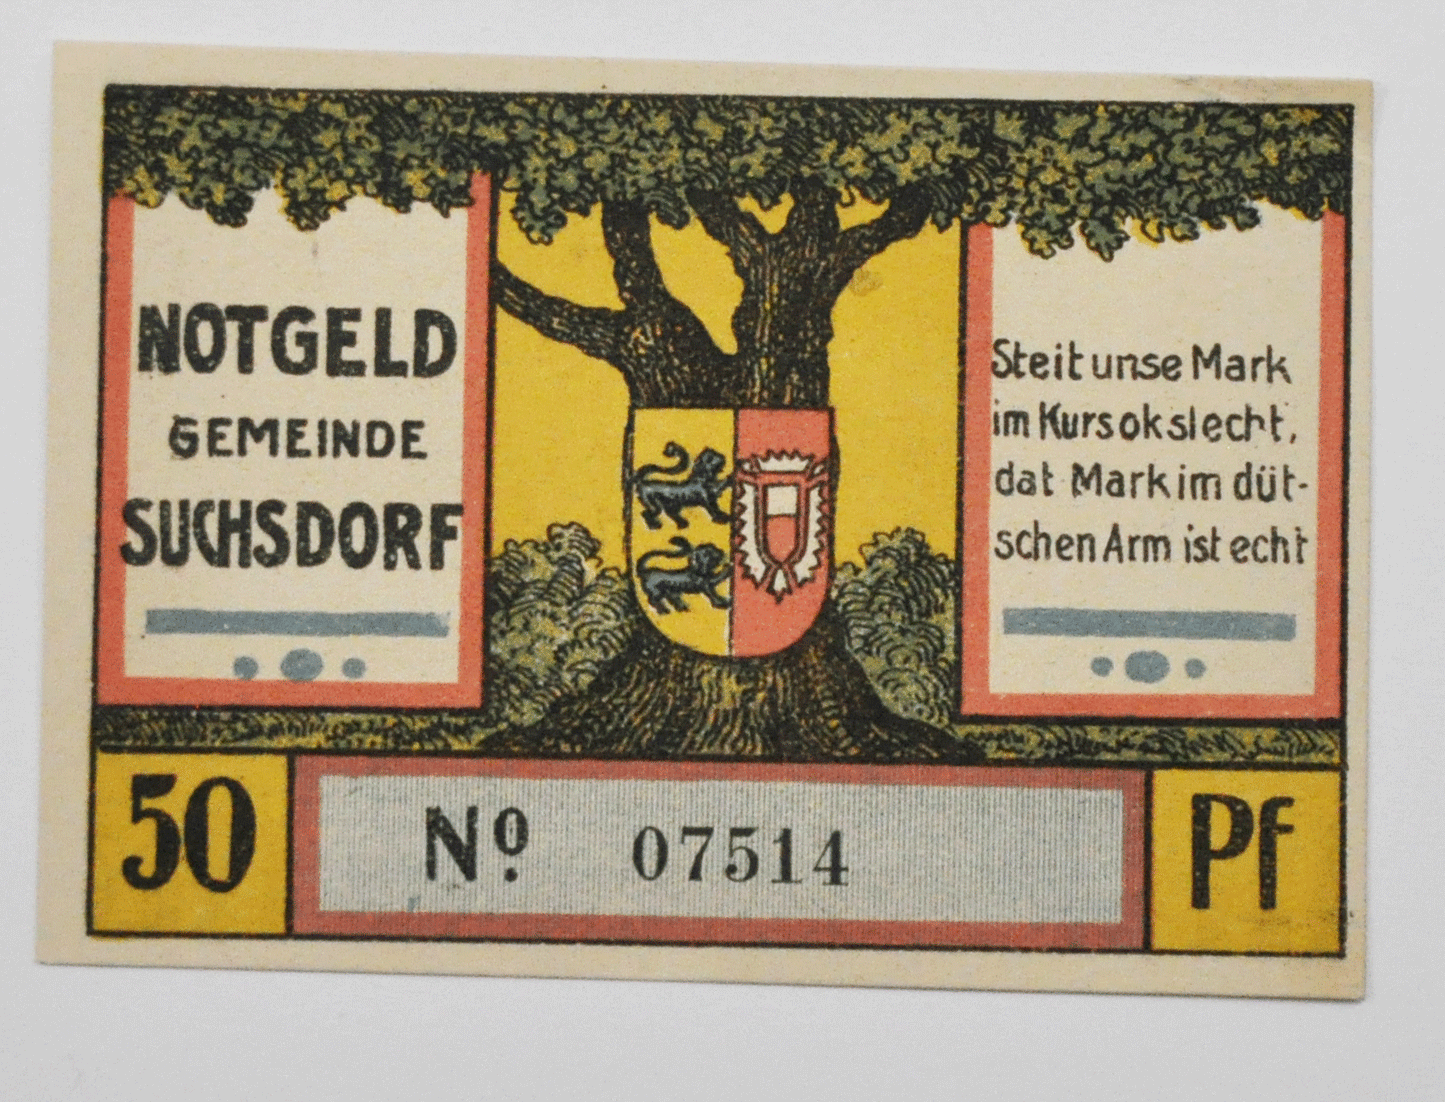 NOTGELD
GEMEINDE
SUCHSDORF
Steit unse Mark
im Kurs ok slecht,
dat Mark im düt-
schen Arm ist echt
50
Nº 07514
Pf